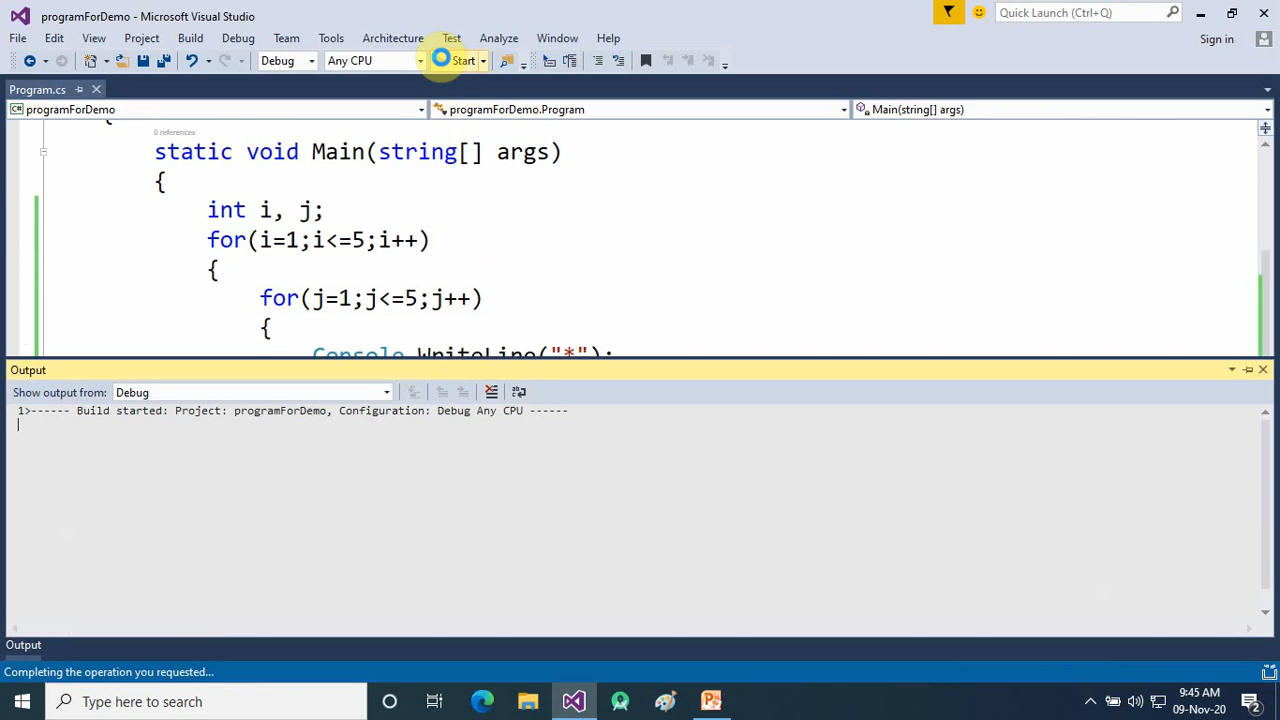 programForDemo - Microsoft Visual Studio
Quick Launch (Ctrl+Q)
File Edit View Project Build Debug Team Tools Architecture Test Analyze Window Help
Sign in
Debug Any CPU Start
Program.cs
programForDemo programForDemo.Program Main(string[] args)
{
0 references
static void Main(string[] args)
{
int i, j;
for(i=1;i<=5;i++)
{
for(j=1;j<=5;j++)
{
Console.WriteLine("*");
Output
Show output from: Debug
1>------ Build started: Project: programForDemo, Configuration: Debug Any CPU ------
Output
Completing the operation you requested...
Type here to search
9:45 AM
09-Nov-20
2